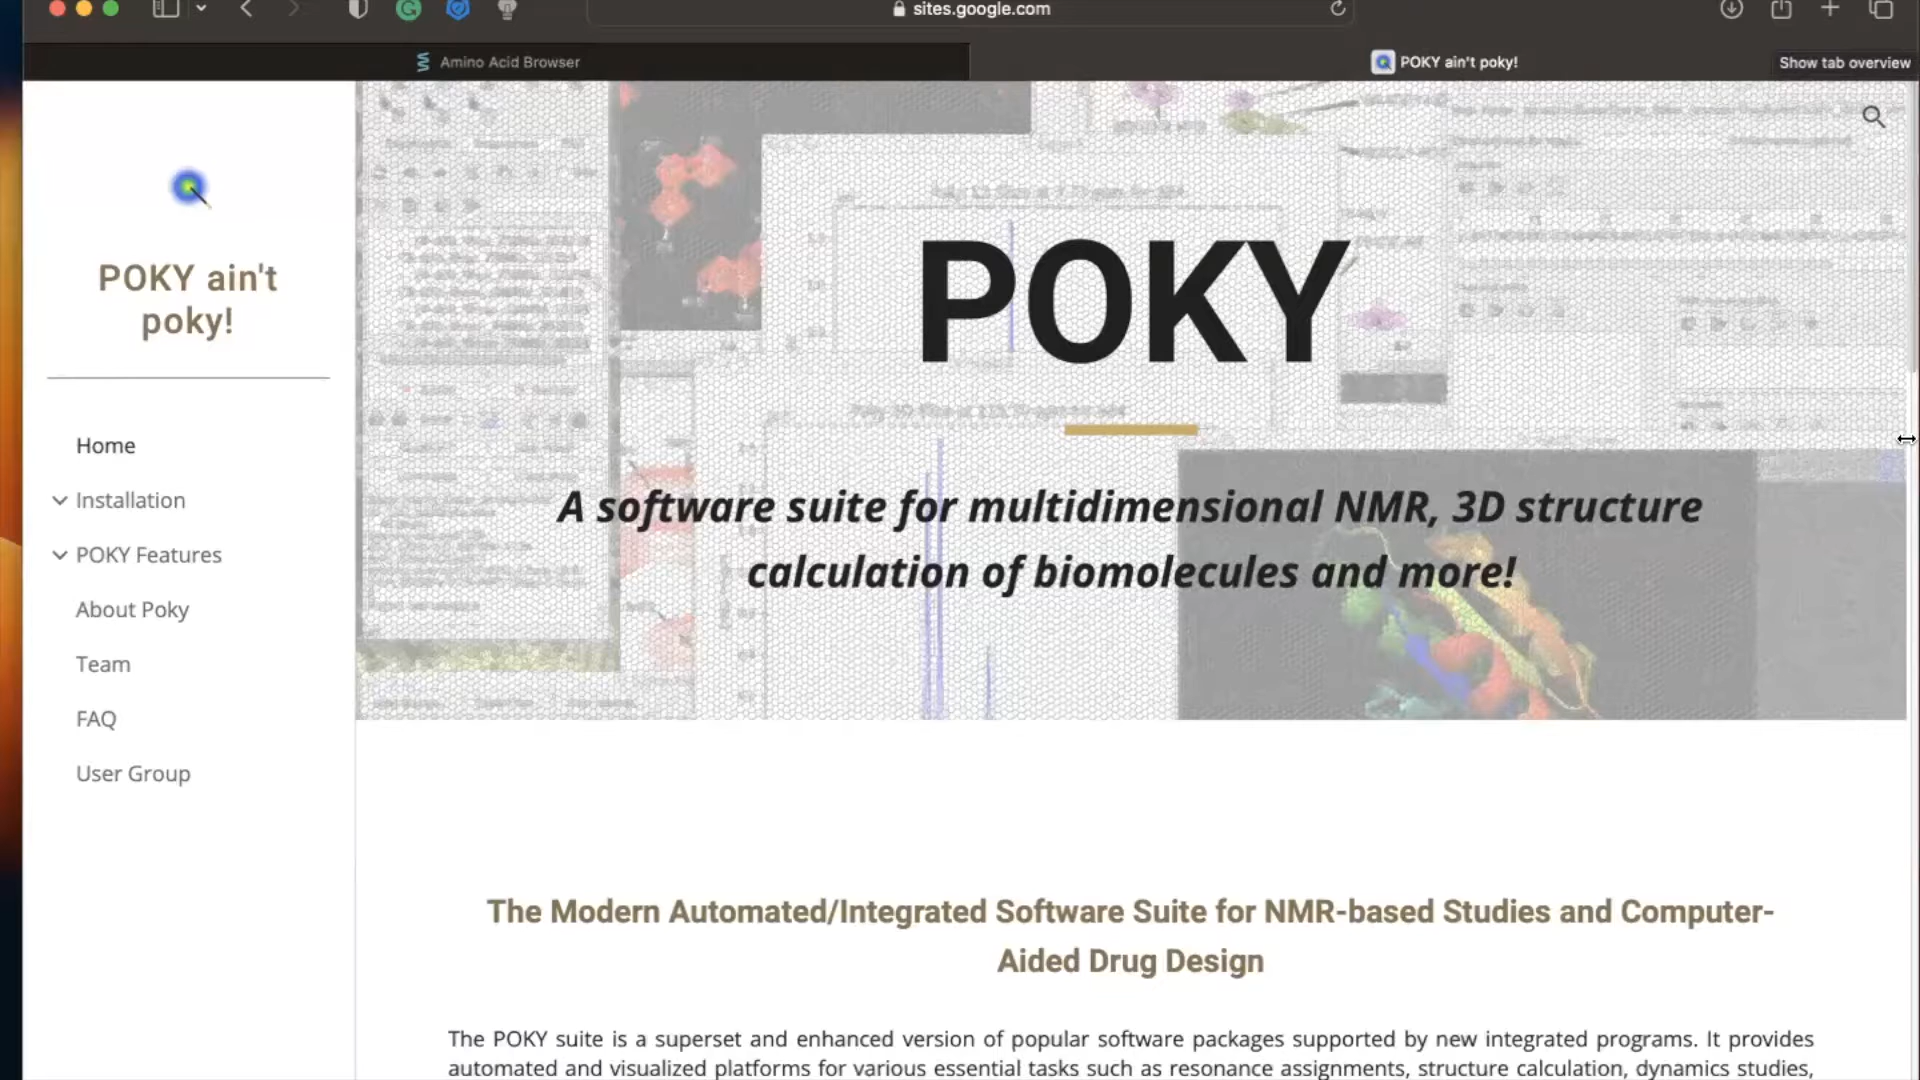 sites.google.com
Amino Acid Browser
POKY ain't poky!
Show tab overview
POKY ain't
poky!
Home
Installation
POKY Features
About Poky
Team
FAQ
User Group
POKY
A software suite for multidimensional NMR, 3D structure
calculation of biomolecules and more!
The Modern Automated/Integrated Software Suite for NMR-based Studies and Computer-
Aided Drug Design
The POKY suite is a superset and enhanced version of popular software packages supported by new integrated programs. It provides
automated and visualized platforms for various essential tasks such as resonance assignments, structure calculation, dynamics studies,